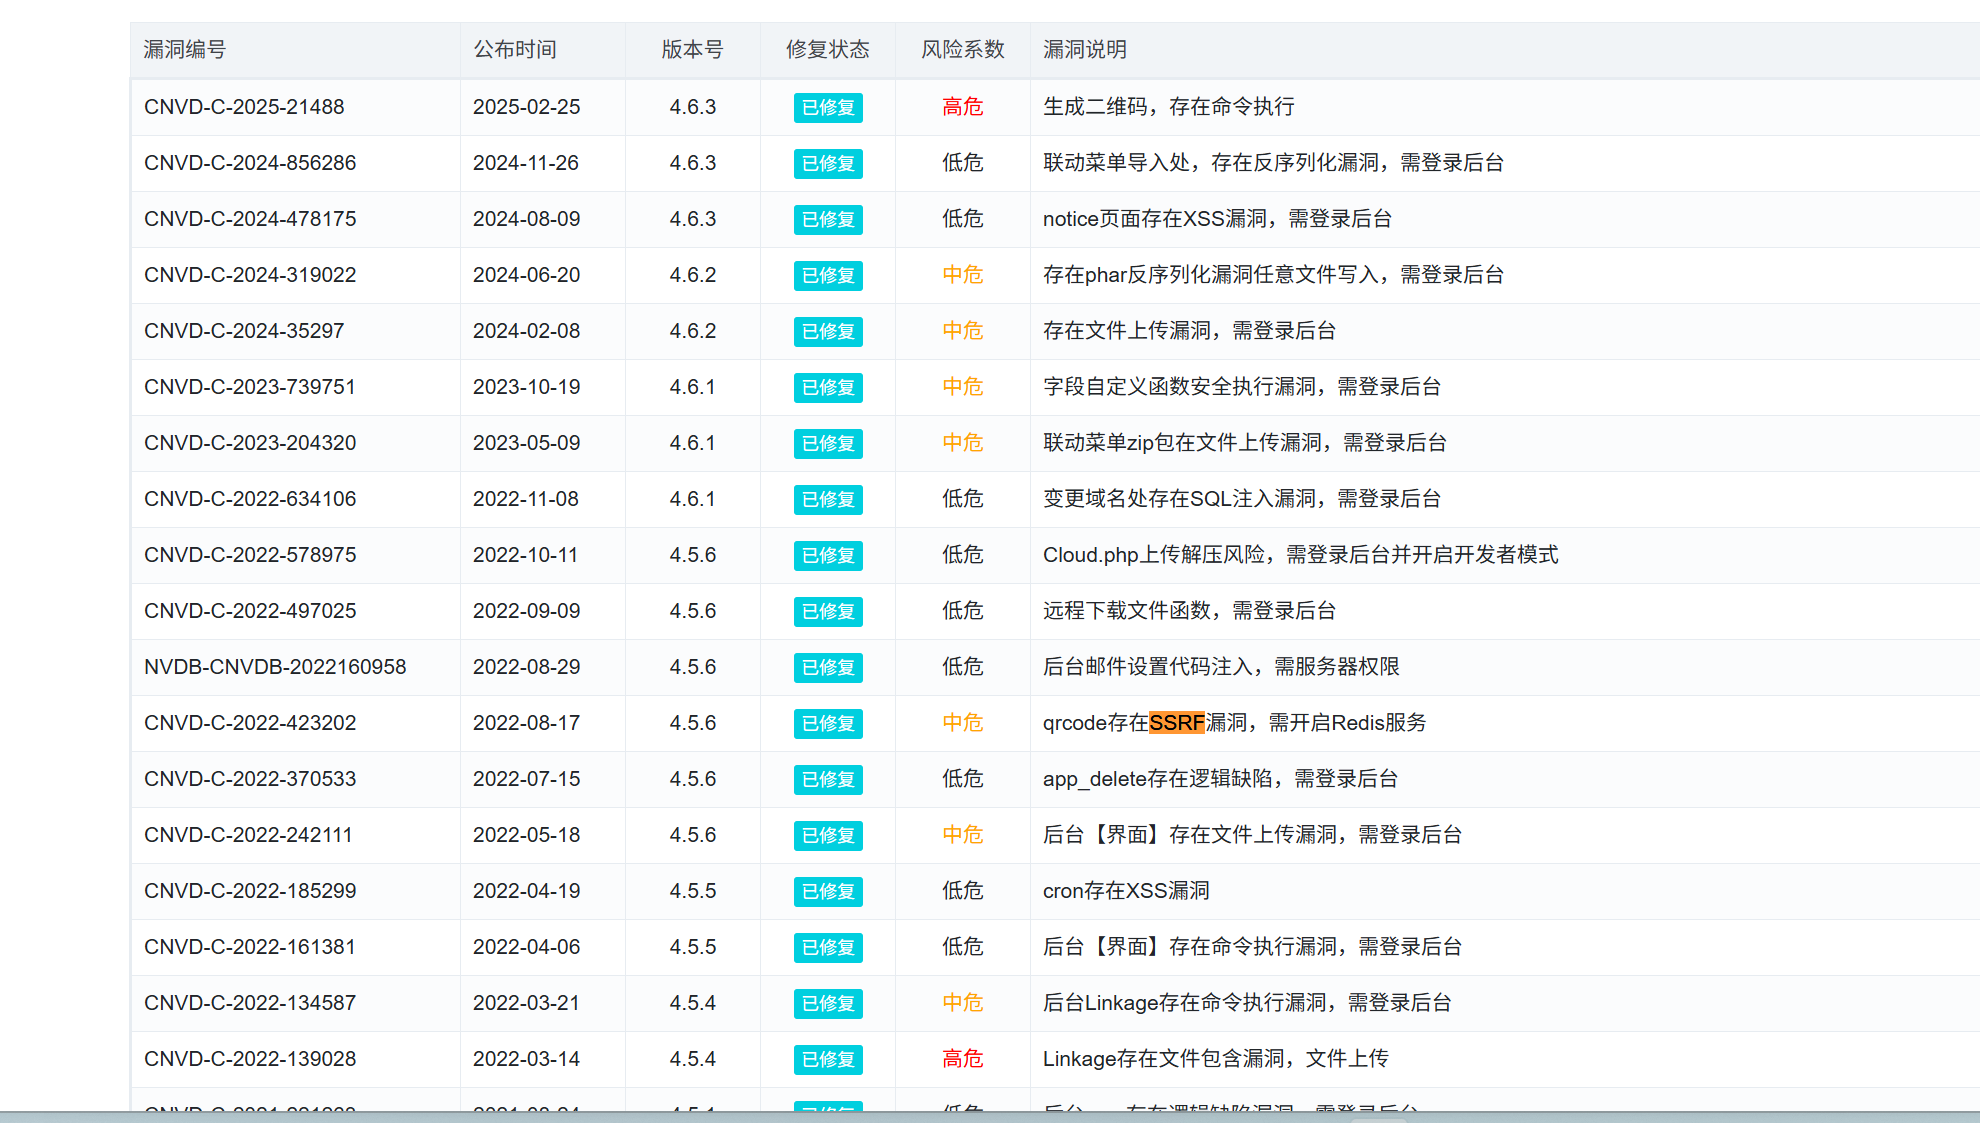 漏洞编号 公布时间 版本号 修复状态 风险系数 漏洞说明
CNVD-C-2025-21488 2025-02-25 4.6.3 已修复 高危 生成二维码，存在命令执行
CNVD-C-2024-856286 2024-11-26 4.6.3 已修复 低危 联动菜单导入处，存在反序列化漏洞，需登录后台
CNVD-C-2024-478175 2024-08-09 4.6.3 已修复 低危 notice页面存在XSS漏洞，需登录后台
CNVD-C-2024-319022 2024-06-20 4.6.2 已修复 中危 存在phar反序列化漏洞任意文件写入，需登录后台
CNVD-C-2024-35297 2024-02-08 4.6.2 已修复 中危 存在文件上传漏洞，需登录后台
CNVD-C-2023-739751 2023-10-19 4.6.1 已修复 中危 字段自定义函数安全执行漏洞，需登录后台
CNVD-C-2023-204320 2023-05-09 4.6.1 已修复 中危 联动菜单zip包在文件上传漏洞，需登录后台
CNVD-C-2022-634106 2022-11-08 4.6.1 已修复 低危 变更域名处存在SQL注入漏洞，需登录后台
CNVD-C-2022-578975 2022-10-11 4.5.6 已修复 低危 Cloud.php上传解压风险，需登录后台并开启开发者模式
CNVD-C-2022-497025 2022-09-09 4.5.6 已修复 低危 远程下载文件函数，需登录后台
NVDB-CNVDB-2022160958 2022-08-29 4.5.6 已修复 低危 后台邮件设置代码注入，需服务器权限
CNVD-C-2022-423202 2022-08-17 4.5.6 已修复 中危 qrcode存在SSRF漏洞，需开启Redis服务
CNVD-C-2022-370533 2022-07-15 4.5.6 已修复 低危 app_delete存在逻辑缺陷，需登录后台
CNVD-C-2022-242111 2022-05-18 4.5.6 已修复 中危 后台【界面】存在文件上传漏洞，需登录后台
CNVD-C-2022-185299 2022-04-19 4.5.5 已修复 低危 cron存在XSS漏洞
CNVD-C-2022-161381 2022-04-06 4.5.5 已修复 低危 后台【界面】存在命令执行漏洞，需登录后台
CNVD-C-2022-134587 2022-03-21 4.5.4 已修复 中危 后台Linkage存在命令执行漏洞，需登录后台
CNVD-C-2022-139028 2022-03-14 4.5.4 已修复 高危 Linkage存在文件包含漏洞，文件上传